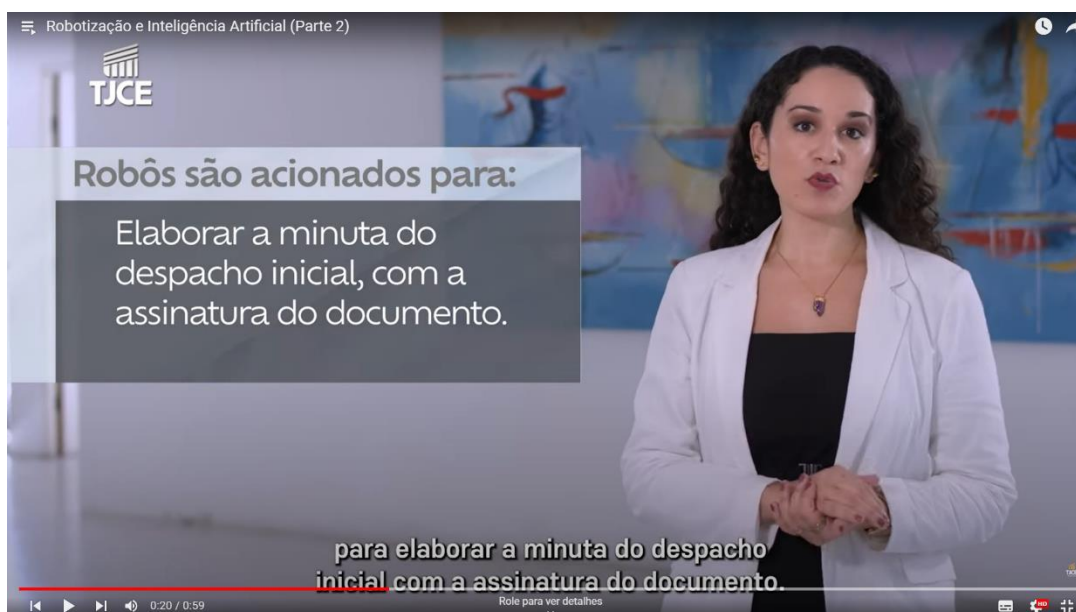 Robotização e Inteligência Artificial (Parte 2)
TJCE
Robôs são acionados para:
Elaborar a minuta do
despacho inicial, com a
assinatura do documento.
para elaborar a minuta do despacho
inicial com a assinatura do documento.
0:20 / 0:59
Role para ver detalhes
HD